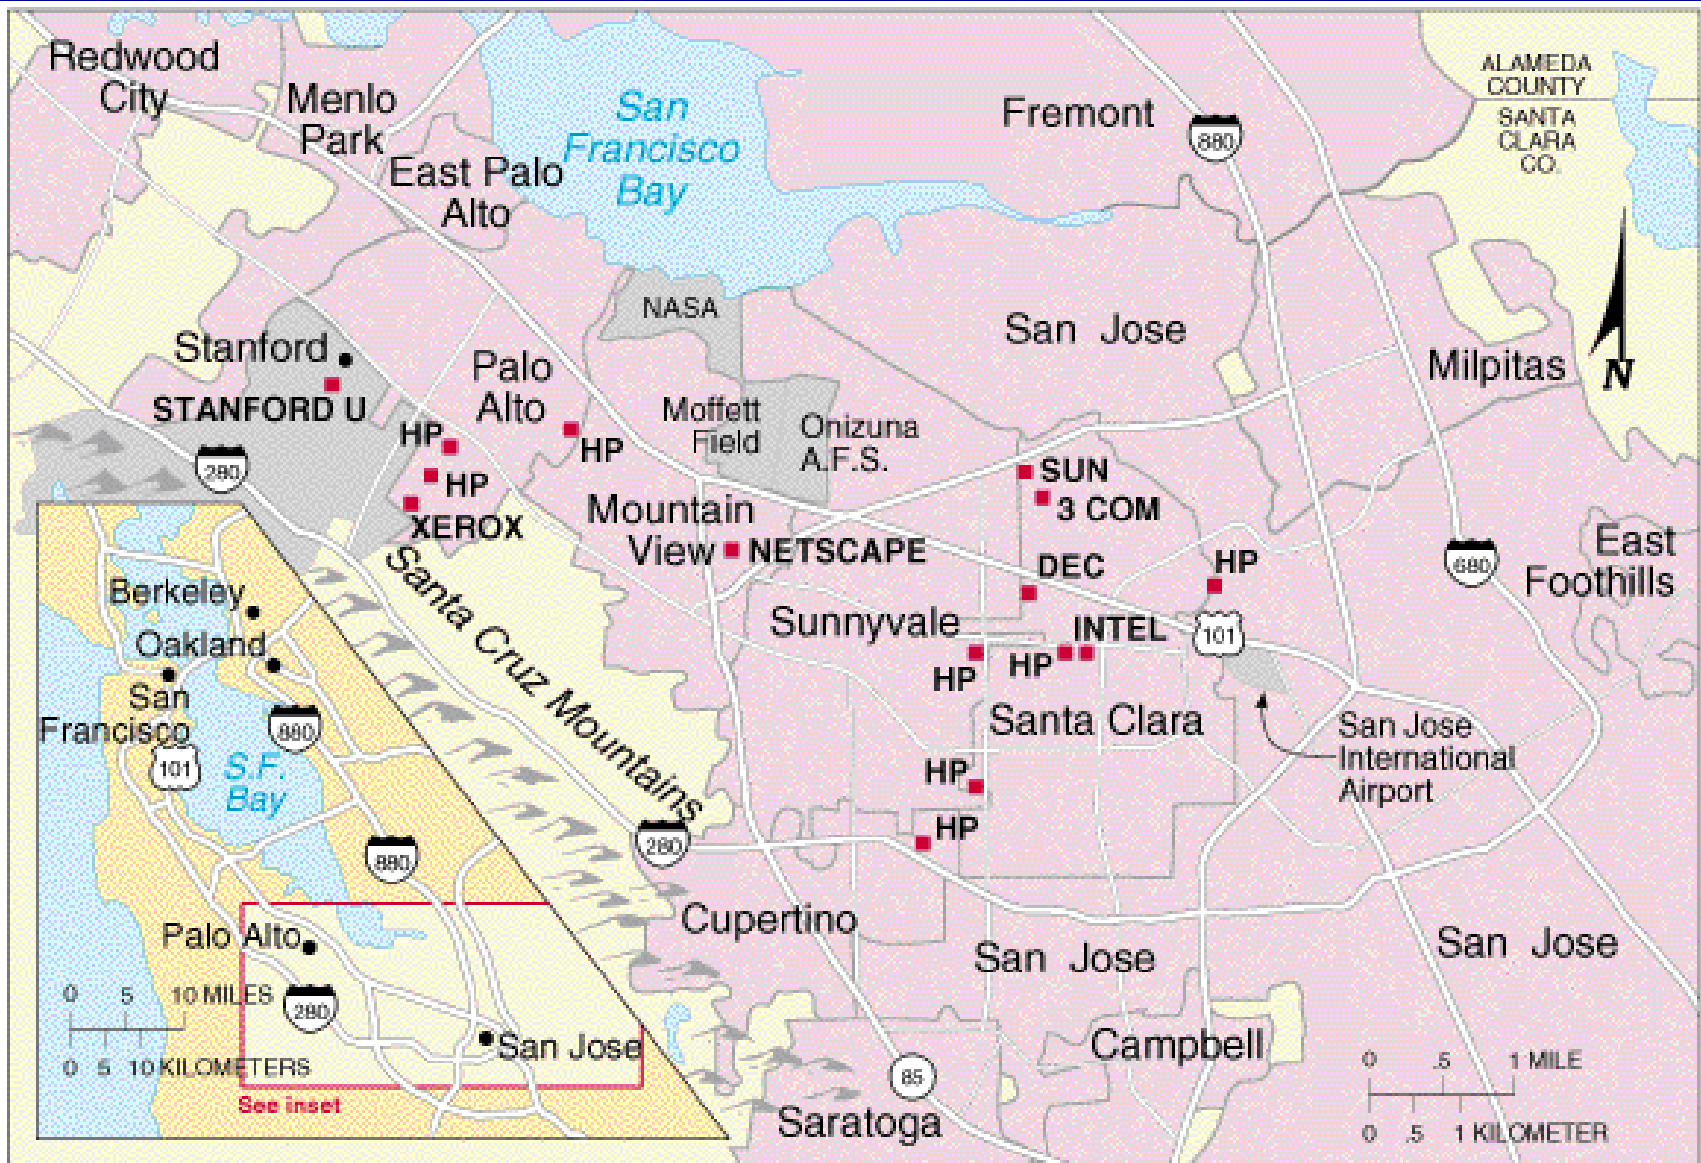 Redwood
City
Menlo
Park
East Palo
Alto
San
Francisco
Bay
Fremont
880
ALAMEDA
COUNTY
SANTA
CLARA
CO.
N
NASA
San Jose
Milpitas
Stanford
STANFORD U
Palo
Alto
HP
HP
HP
XEROX
280
Moffett
Field
Onizuna
A.F.S.
SUN
3 COM
Mountain
View
NETSCAPE
DEC
HP
680
East
Foothills
Santa Cruz Mountains
Sunnyvale
INTEL
101
HP
HP
Santa Clara
San Jose
International
Airport
HP
HP
280
Cupertino
San Jose
San Jose
Campbell
85
Saratoga
0 .5 1 MILE
0 .5 1 KILOMETER
Berkeley
Oakland
San
Francisco
880
101
S.F.
Bay
880
Palo Alto
0 5 10 MILES
280
San Jose
0 5 10 KILOMETERS
See inset